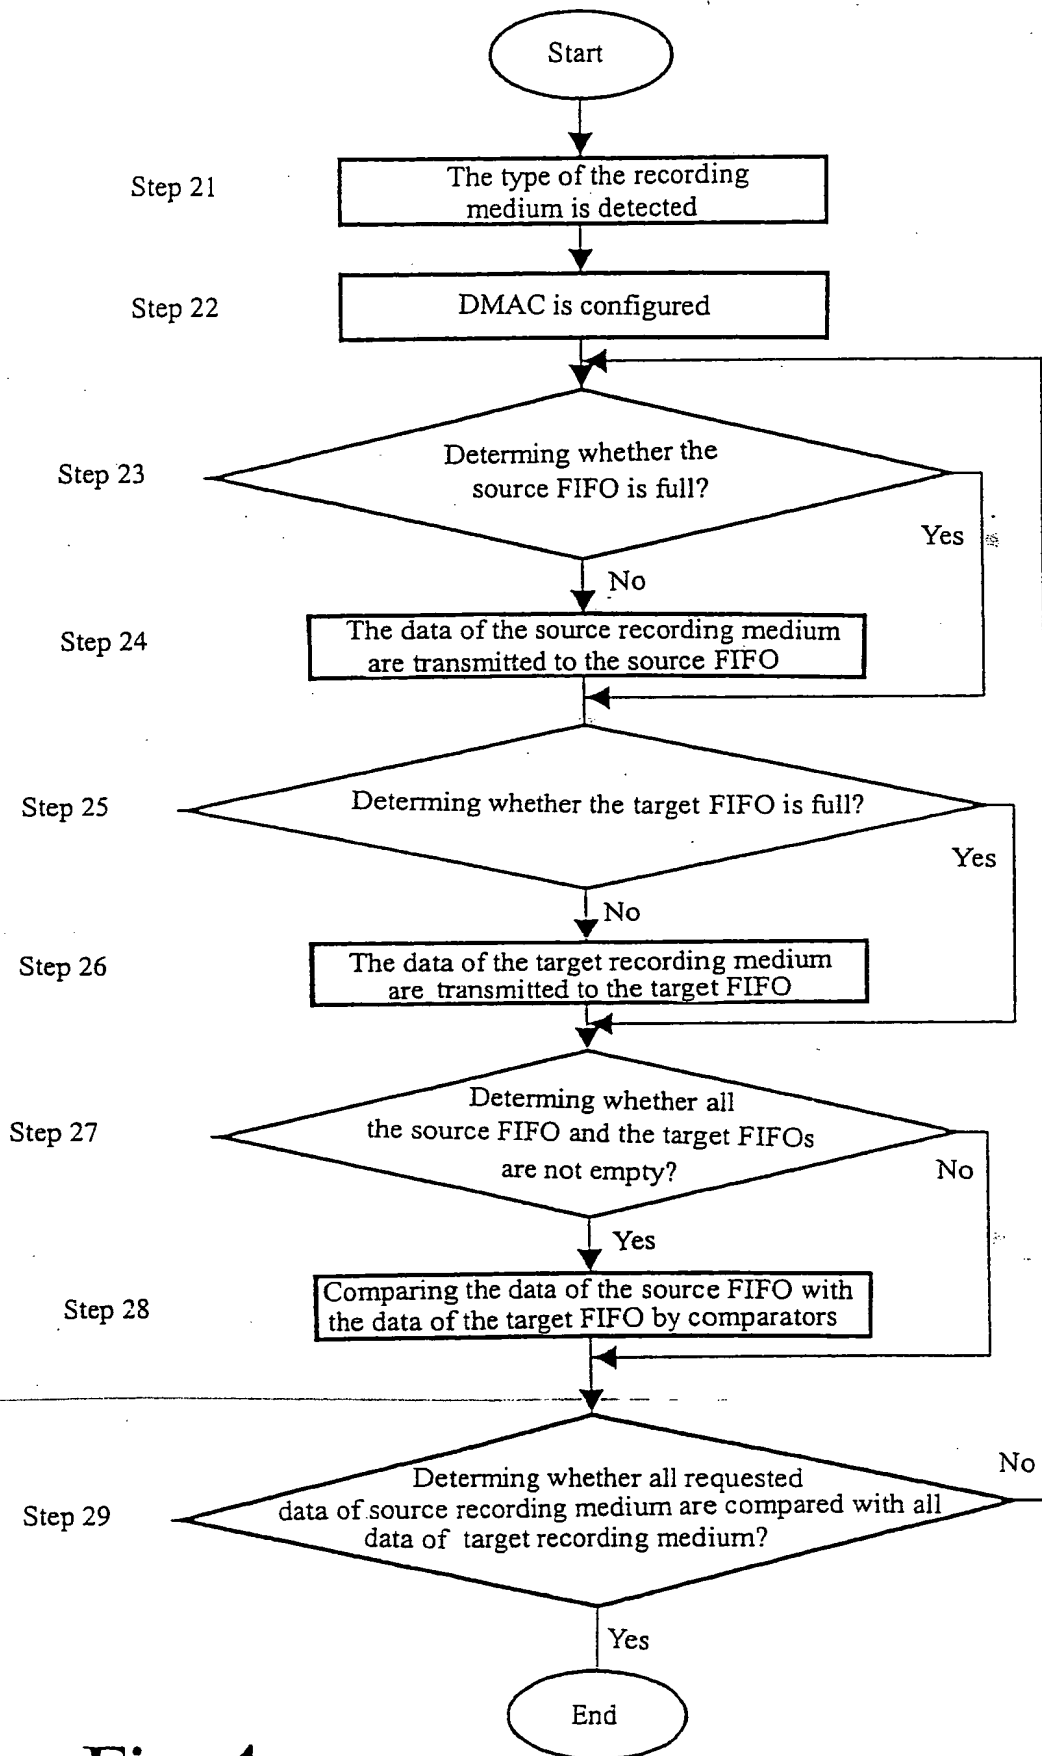 Start
Step 21
The type of the recording
medium is detected
Step 22
DMAC is configured
Step 23
Determing whether the
source FIFO is full?
Yes
No
Step 24
The data of the source recording medium
are transmitted to the source FIFO
Step 25
Determing whether the target FIFO is full?
Yes
No
Step 26
The data of the target recording medium
are transmitted to the target FIFO
Step 27
Determing whether all
the source FIFO and the target FIFOs
are not empty?
No
Yes
Step 28
Comparing the data of the source FIFO with
the data of the target FIFO by comparators
Step 29
Determing whether all requested
data of source recording medium are compared with all
data of target recording medium?
No
Yes
End